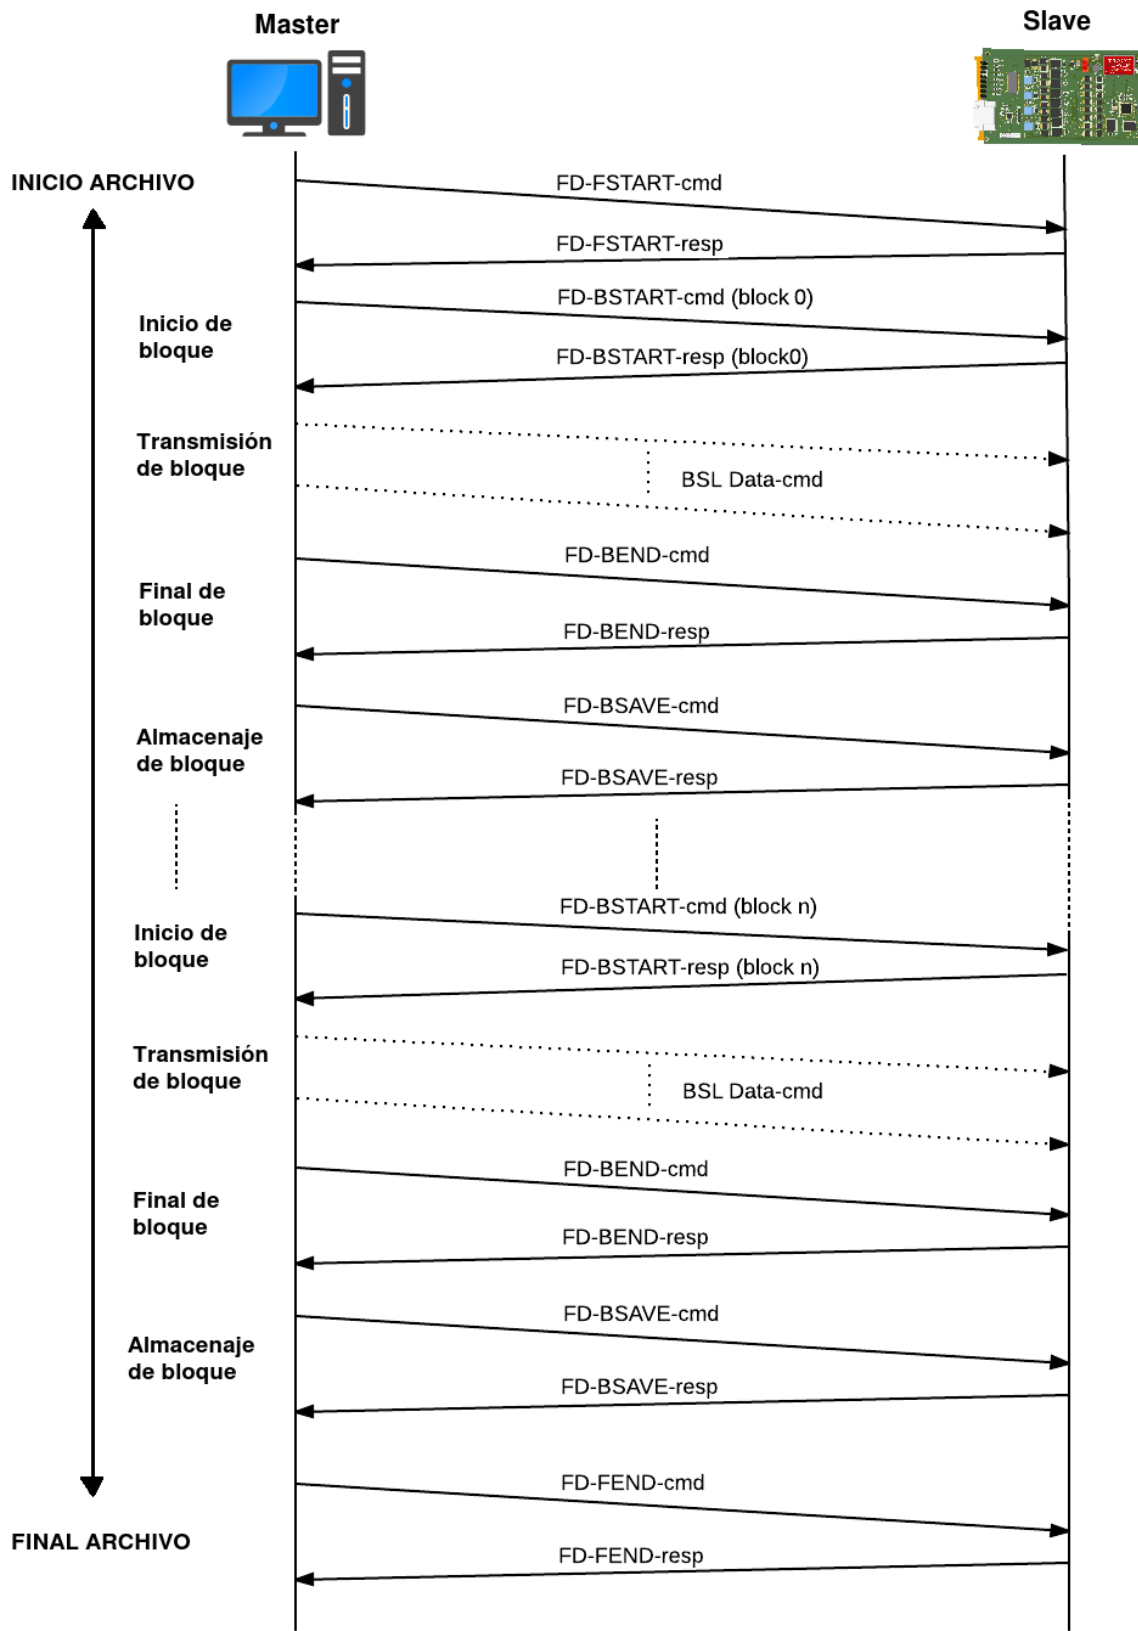 Master
Slave
INICIO ARCHIVO
FD-FSTART-cmd
FD-FSTART-resp
FD-BSTART-cmd (block 0)
Inicio de
bloque
FD-BSTART-resp (block0)
Transmisión
de bloque
BSL Data-cmd
FD-BEND-cmd
Final de
bloque
FD-BEND-resp
FD-BSAVE-cmd
Almacenaje
de bloque
FD-BSAVE-resp
FD-BSTART-cmd (block n)
Inicio de
bloque
FD-BSTART-resp (block n)
Transmisión
de bloque
BSL Data-cmd
FD-BEND-cmd
Final de
bloque
FD-BEND-resp
FD-BSAVE-cmd
Almacenaje
de bloque
FD-BSAVE-resp
FD-FEND-cmd
FINAL ARCHIVO
FD-FEND-resp